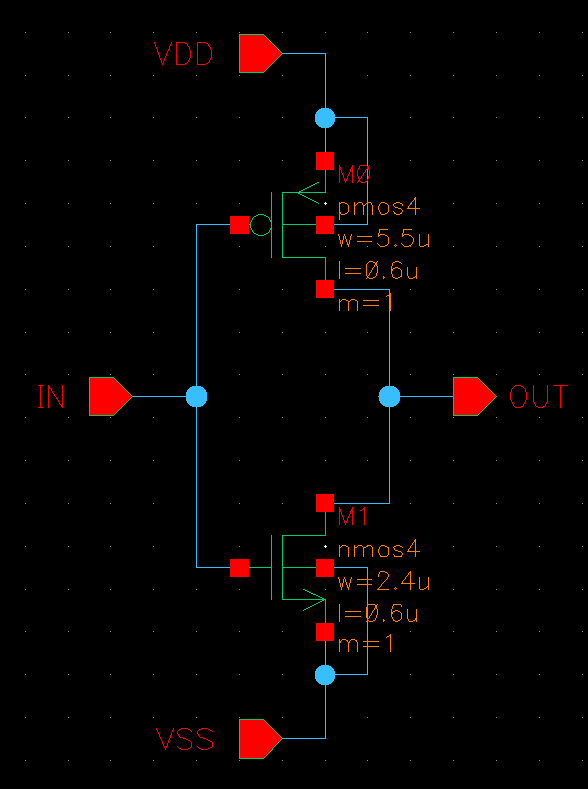 VDD
M0
pmos4
w=5.5u
l=0.6u
m=1
IN
OUT
M1
nmos4
w=2.4u
l=0.6u
m=1
VSS